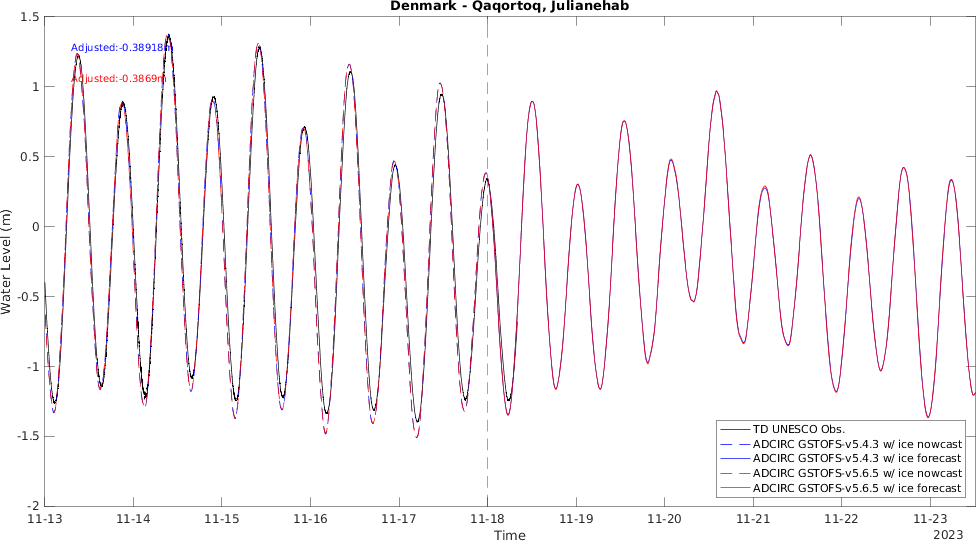 Denmark - Qaqortoq, Julianehab
1.5
Adjusted:-0.38918m
Adjusted:-0.3869m
1
0.5
0
-0.5
-1
-1.5
-2
Water Level (m)
TD UNESCO Obs.
ADCIRC GSTOFS-v5.4.3 w/ ice nowcast
ADCIRC GSTOFS-v5.4.3 w/ ice forecast
ADCIRC GSTOFS-v5.6.5 w/ ice nowcast
ADCIRC GSTOFS-v5.6.5 w/ ice forecast
11-13 11-14 11-15 11-16 11-17 11-18 11-19 11-20 11-21 11-22 11-23
Time
2023